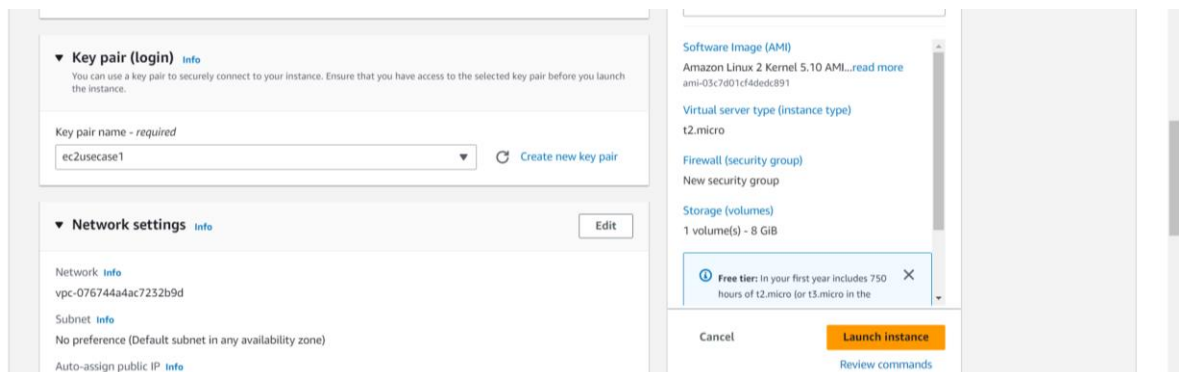 Key pair (login) Info
You can use a key pair to securely connect to your instance. Ensure that you have access to the selected key pair before you launch
the instance.
Key pair name - required
ec2usecase1
Create new key pair
Network settings Info
Edit
Network Info
vpc-076744a4ac7232b9d
Subnet Info
No preference (Default subnet in any availability zone)
Auto-assign public IP Info
Software Image (AMI)
Amazon Linux 2 Kernel 5.10 AMI...read more
ami-03c7d01cf4dedc891
Virtual server type (instance type)
t2.micro
Firewall (security group)
New security group
Storage (volumes)
1 volume(s) - 8 GiB
Free tier: In your first year includes 750
hours of t2.micro (or t3.micro in the
Cancel
Launch instance
Review commands